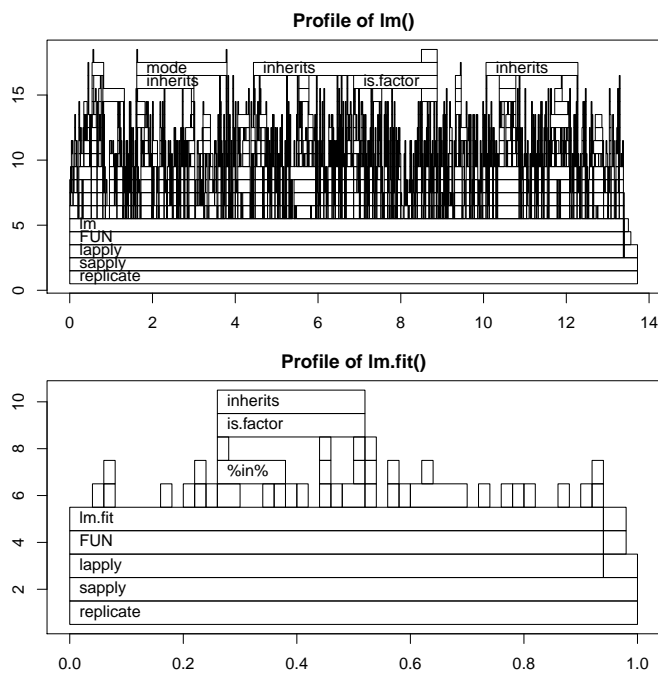 Profile of lm()
mode
inherits
inherits
inherits
is.factor
lm
FUN
lapply
sapply
replicate
0
5
10
15
0 2 4 6 8 10 12 14
Profile of lm.fit()
inherits
is.factor
%in%
lm.fit
FUN
lapply
sapply
replicate
10
8
6
4
2
0.0 0.2 0.4 0.6 0.8 1.0